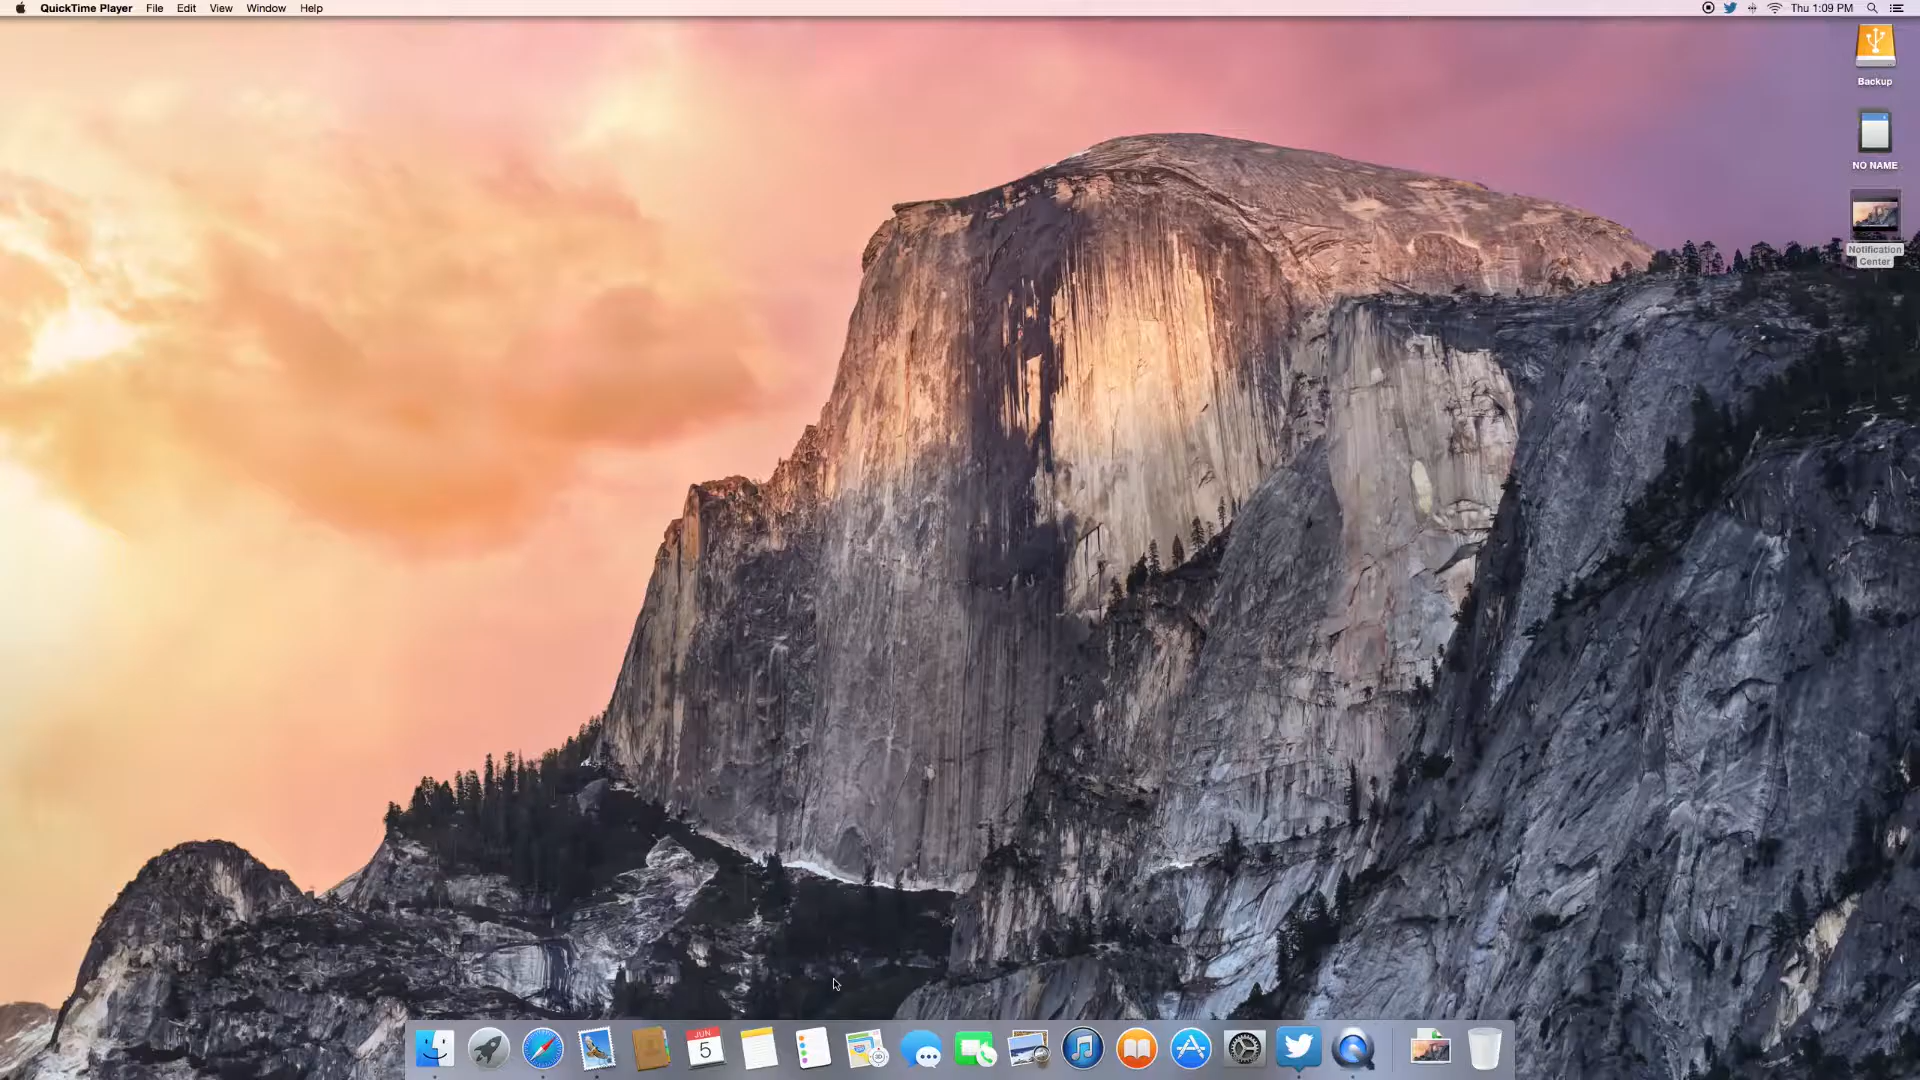 QuickTime Player File Edit View Window Help Thu 1:09 PM
Backup
NO NAME
Notification
Center
JUN
5